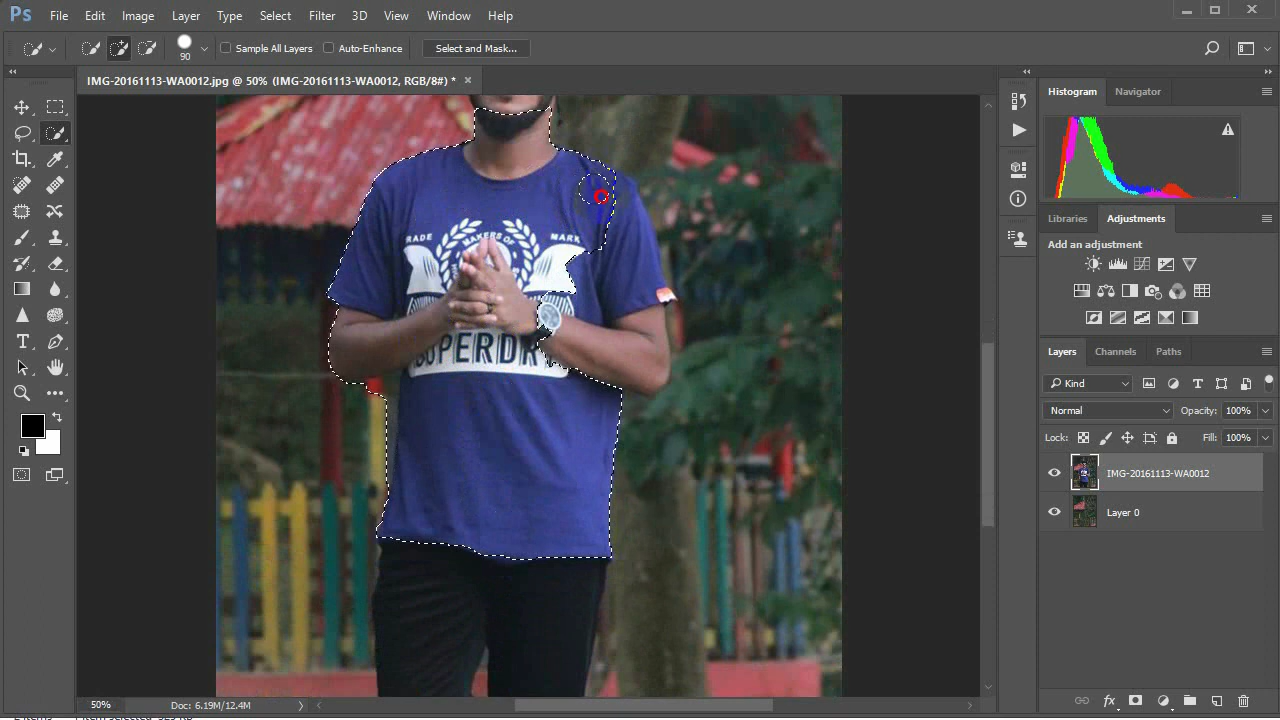 Ps File Edit Image Layer Type Select Filter 3D View Window Help
90 Sample All Layers Auto-Enhance Select and Mask...
IMG-20161113-WA0012.jpg @ 50% (IMG-20161113-WA0012, RGB/8#) * ×
Histogram Navigator
Libraries Adjustments
Add an adjustment
RADE MAKERS OF MARK
Layers Channels Paths
Kind
Normal Opacity: 100%
Lock: Fill: 100%
IMG-20161113-WA0012
Layer 0
50% Doc: 6.19M/12.4M